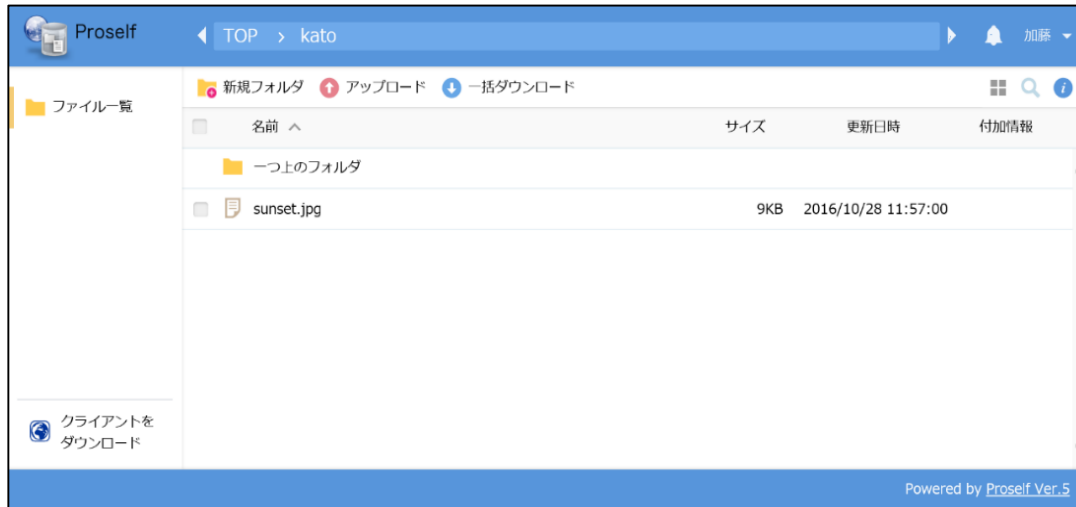 Proself
TOP > kato
加藤
ファイル一覧
新規フォルダ アップロード 一括ダウンロード
名前 サイズ 更新日時 付加情報
一つ上のフォルダ
sunset.jpg 9KB 2016/10/28 11:57:00
クライアントを
ダウンロード
Powered by Proself Ver.5